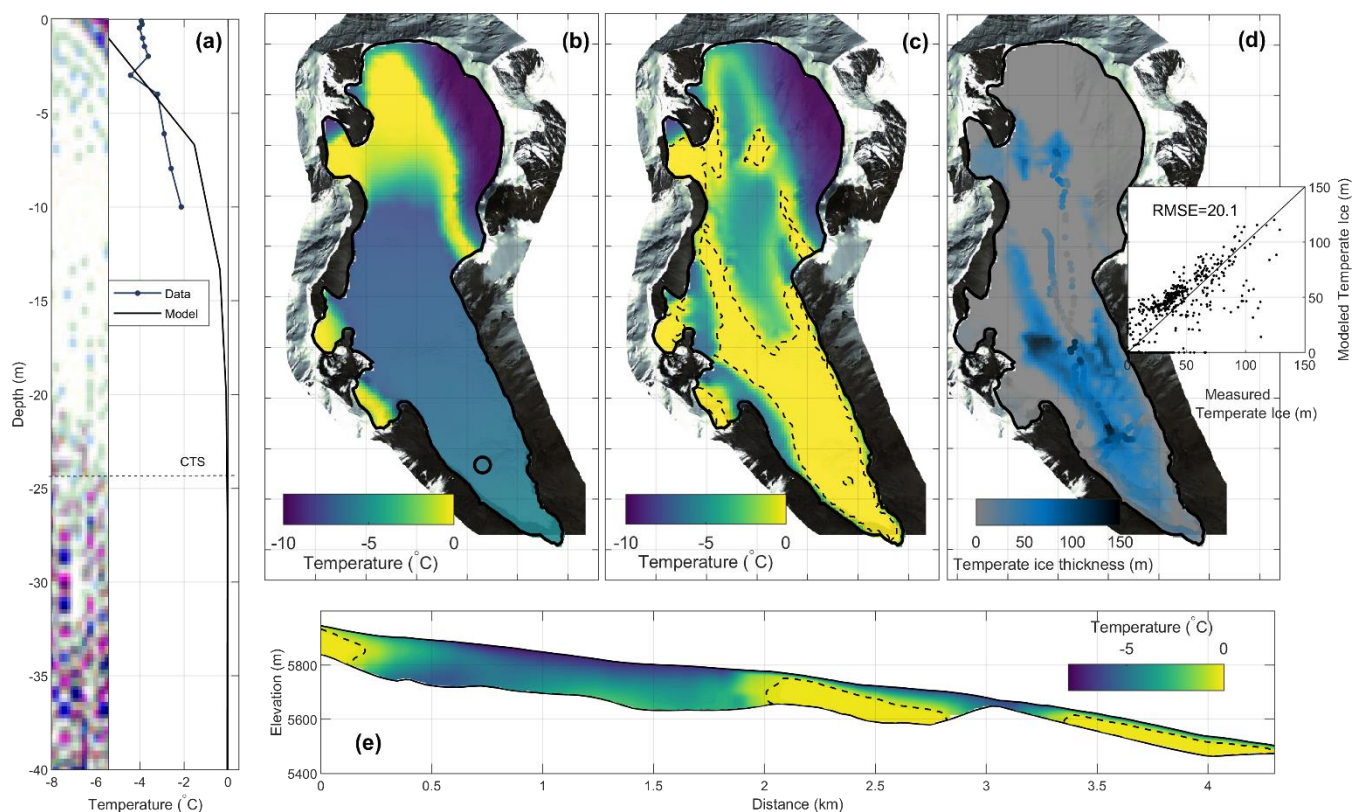 (a)
0
-5
-10
-15
-20
-25
-30
-35
-40
Depth (m)
Data
Model
CTS
-8
-6
-4
-2
0
Temperature (°C)
(b)
-10
-5
0
Temperature (°C)
(c)
-10
-5
0
Temperature (°C)
(d)
0
50
100
150
Temperate ice thickness (m)
RMSE=20.1
150
100
50
0
Modeled Temperate Ice (m)
0
50
100
150
Measured
Temperate Ice (m)
Temperature (°C)
-5
0
5800
5600
5400
Elevation (m)
(e)
0
0.5
1
1.5
2
2.5
3
3.5
4
Distance (km)